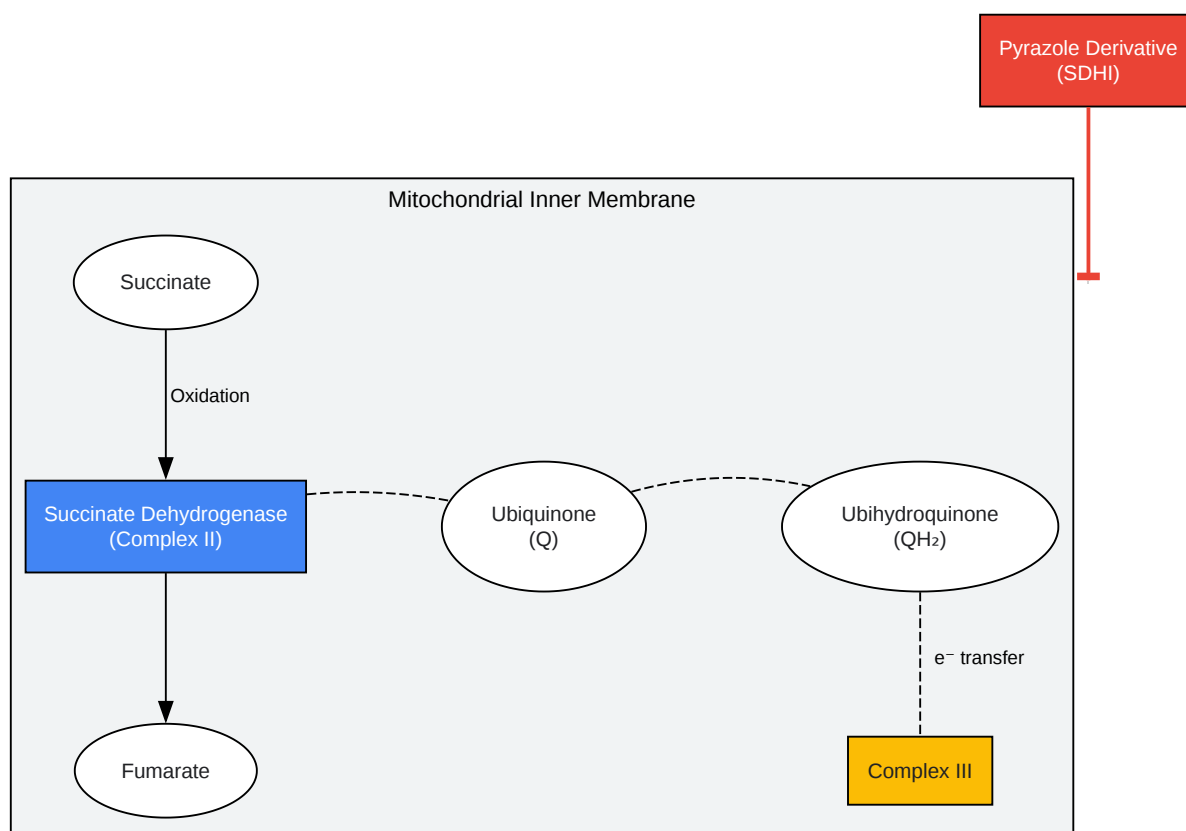 Pyrazole Derivative
(SDHI)
Mitochondrial Inner Membrane
Succinate
Oxidation
Succinate Dehydrogenase
(Complex II)
Ubiquinone
(Q)
Ubihydroquinone
(QH₂)
e⁻ transfer
Fumarate
Complex III